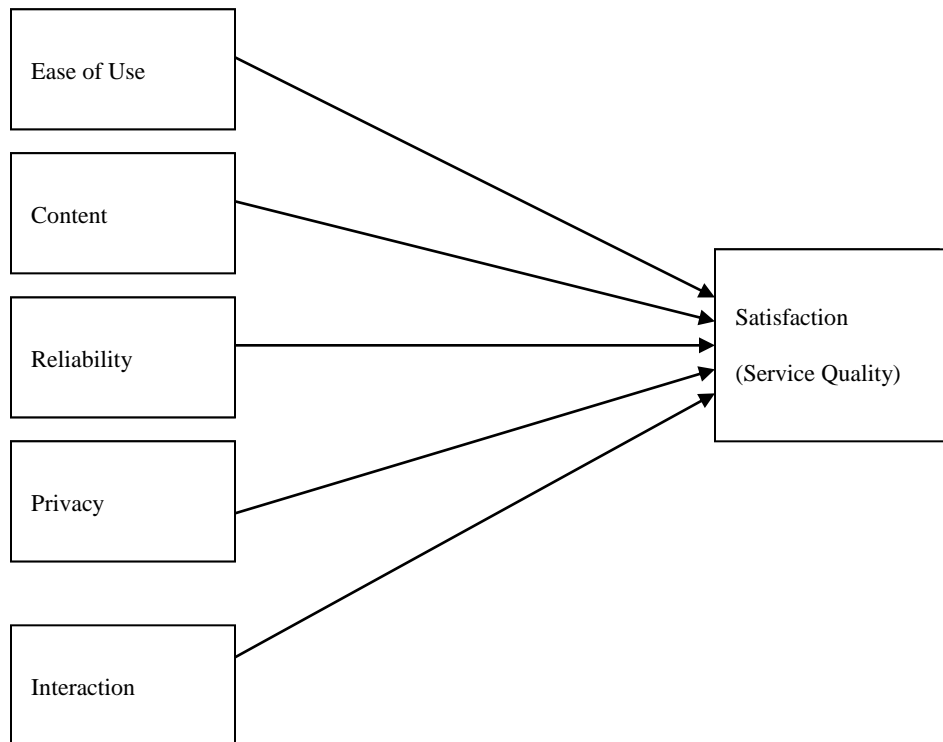 Ease of Use
Content
Reliability
Privacy
Interaction
Satisfaction
(Service Quality)